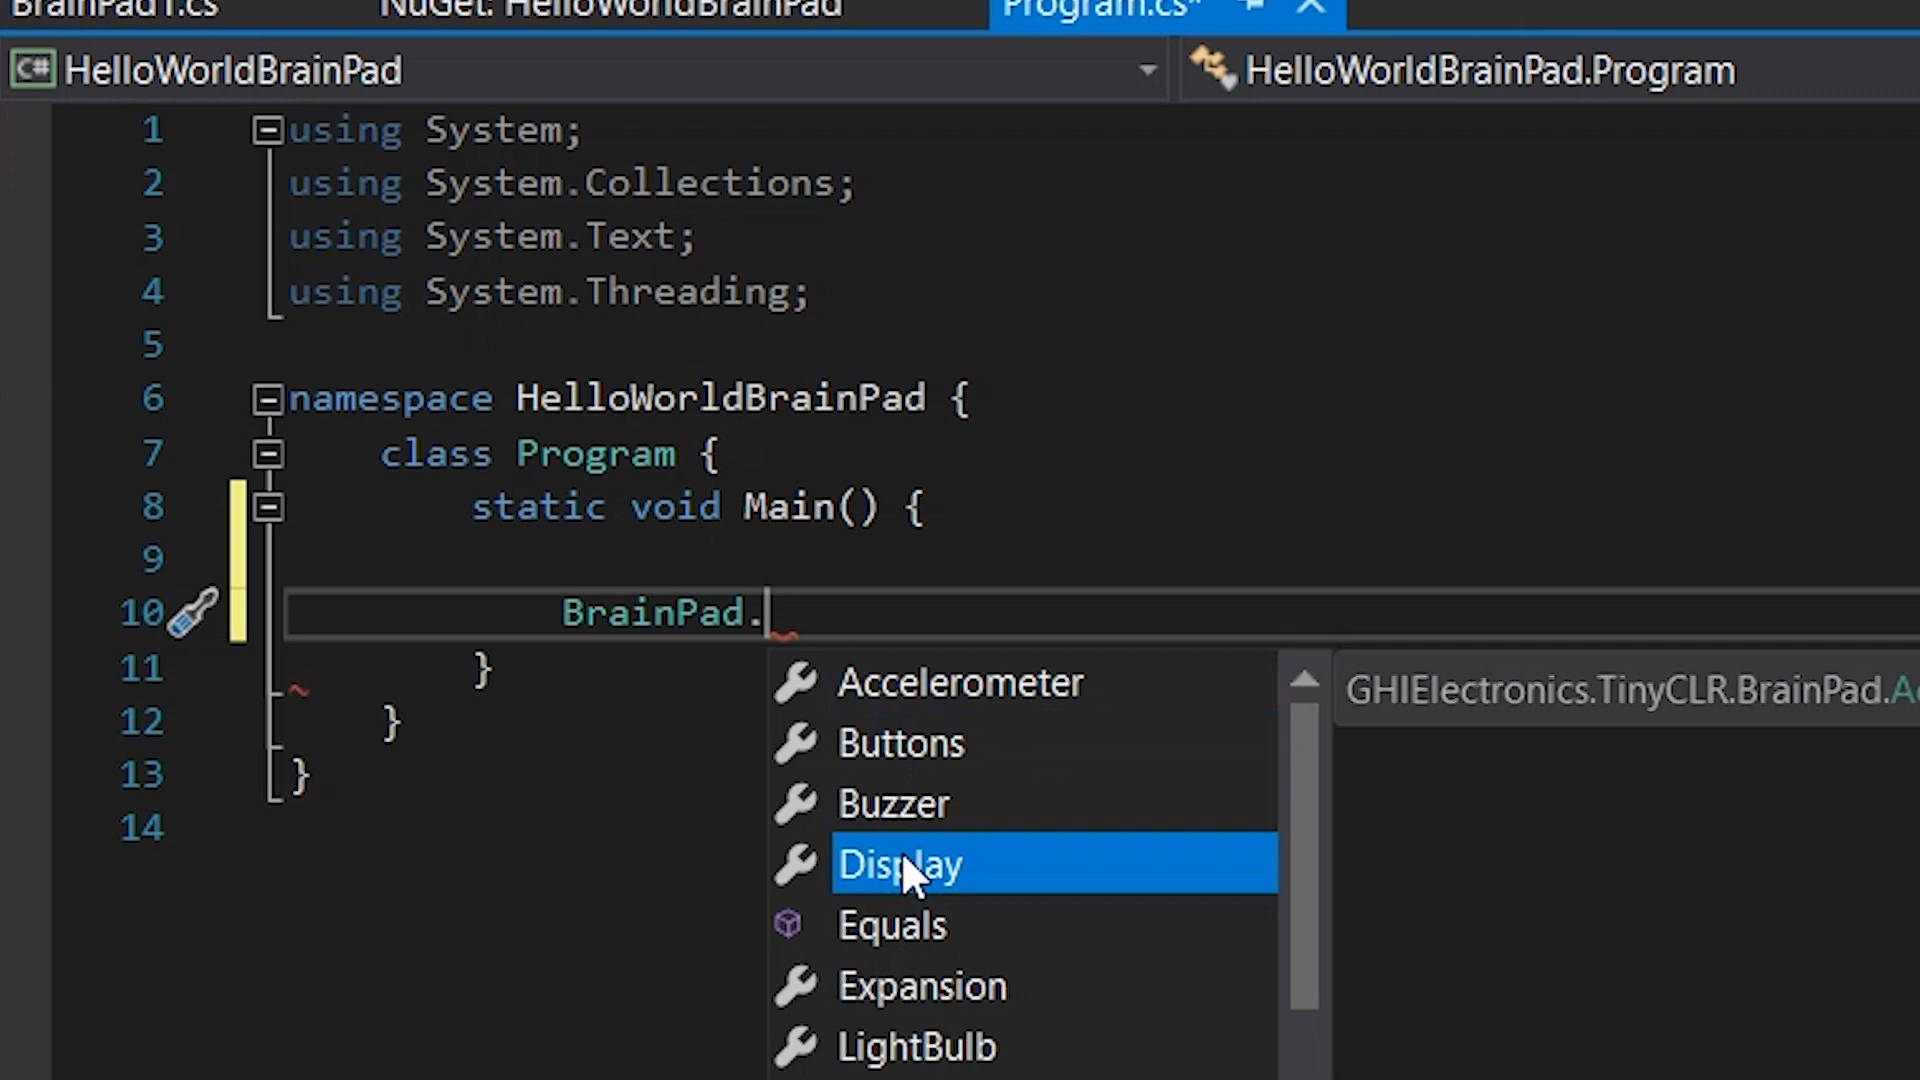 BrainPad1.cs NuGet: HelloWorldBrainPad Program.cs*
C# HelloWorldBrainPad HelloWorldBrainPad.Program
1 using System;
2 using System.Collections;
3 using System.Text;
4 using System.Threading;
5
6 namespace HelloWorldBrainPad {
7 class Program {
8 static void Main() {
9
10 BrainPad.
11 }
12 }
13 }
14
Accelerometer
GHIElectronics.TinyCLR.BrainPad.Ac
Buttons
Buzzer
Display
Equals
Expansion
LightBulb